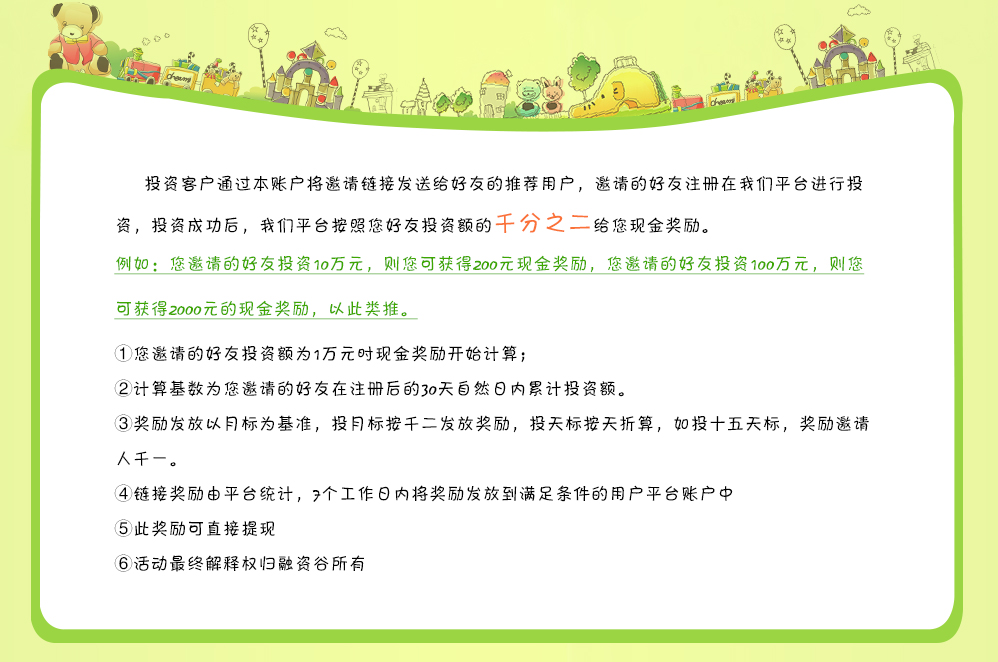 dreams
dreams
投资客户通过本账户将邀请链接发送给好友的推荐用户，邀请的好友注册在我们平台进行投
资，投资成功后，我们平台按照您好友投资额的千分之二给您现金奖励。
例如：您邀请的好友投资10万元，则您可获得200元现金奖励，您邀请的好友投资100万元，则您
可获得2000元的现金奖励，以此类推。
①您邀请的好友投资额为1万元时现金奖励开始计算；
②计算基数为您邀请的好友在注册后的30天自然日内累计投资额。
③奖励发放以月标为基准，投月标按千二发放奖励，投天标按天折算，如投十五天标，奖励邀请
人千一。
④链接奖励由平台统计，7个工作日内将奖励发放到满足条件的用户平台账户中
⑤此奖励可直接提现
⑥活动最终解释权归融资谷所有